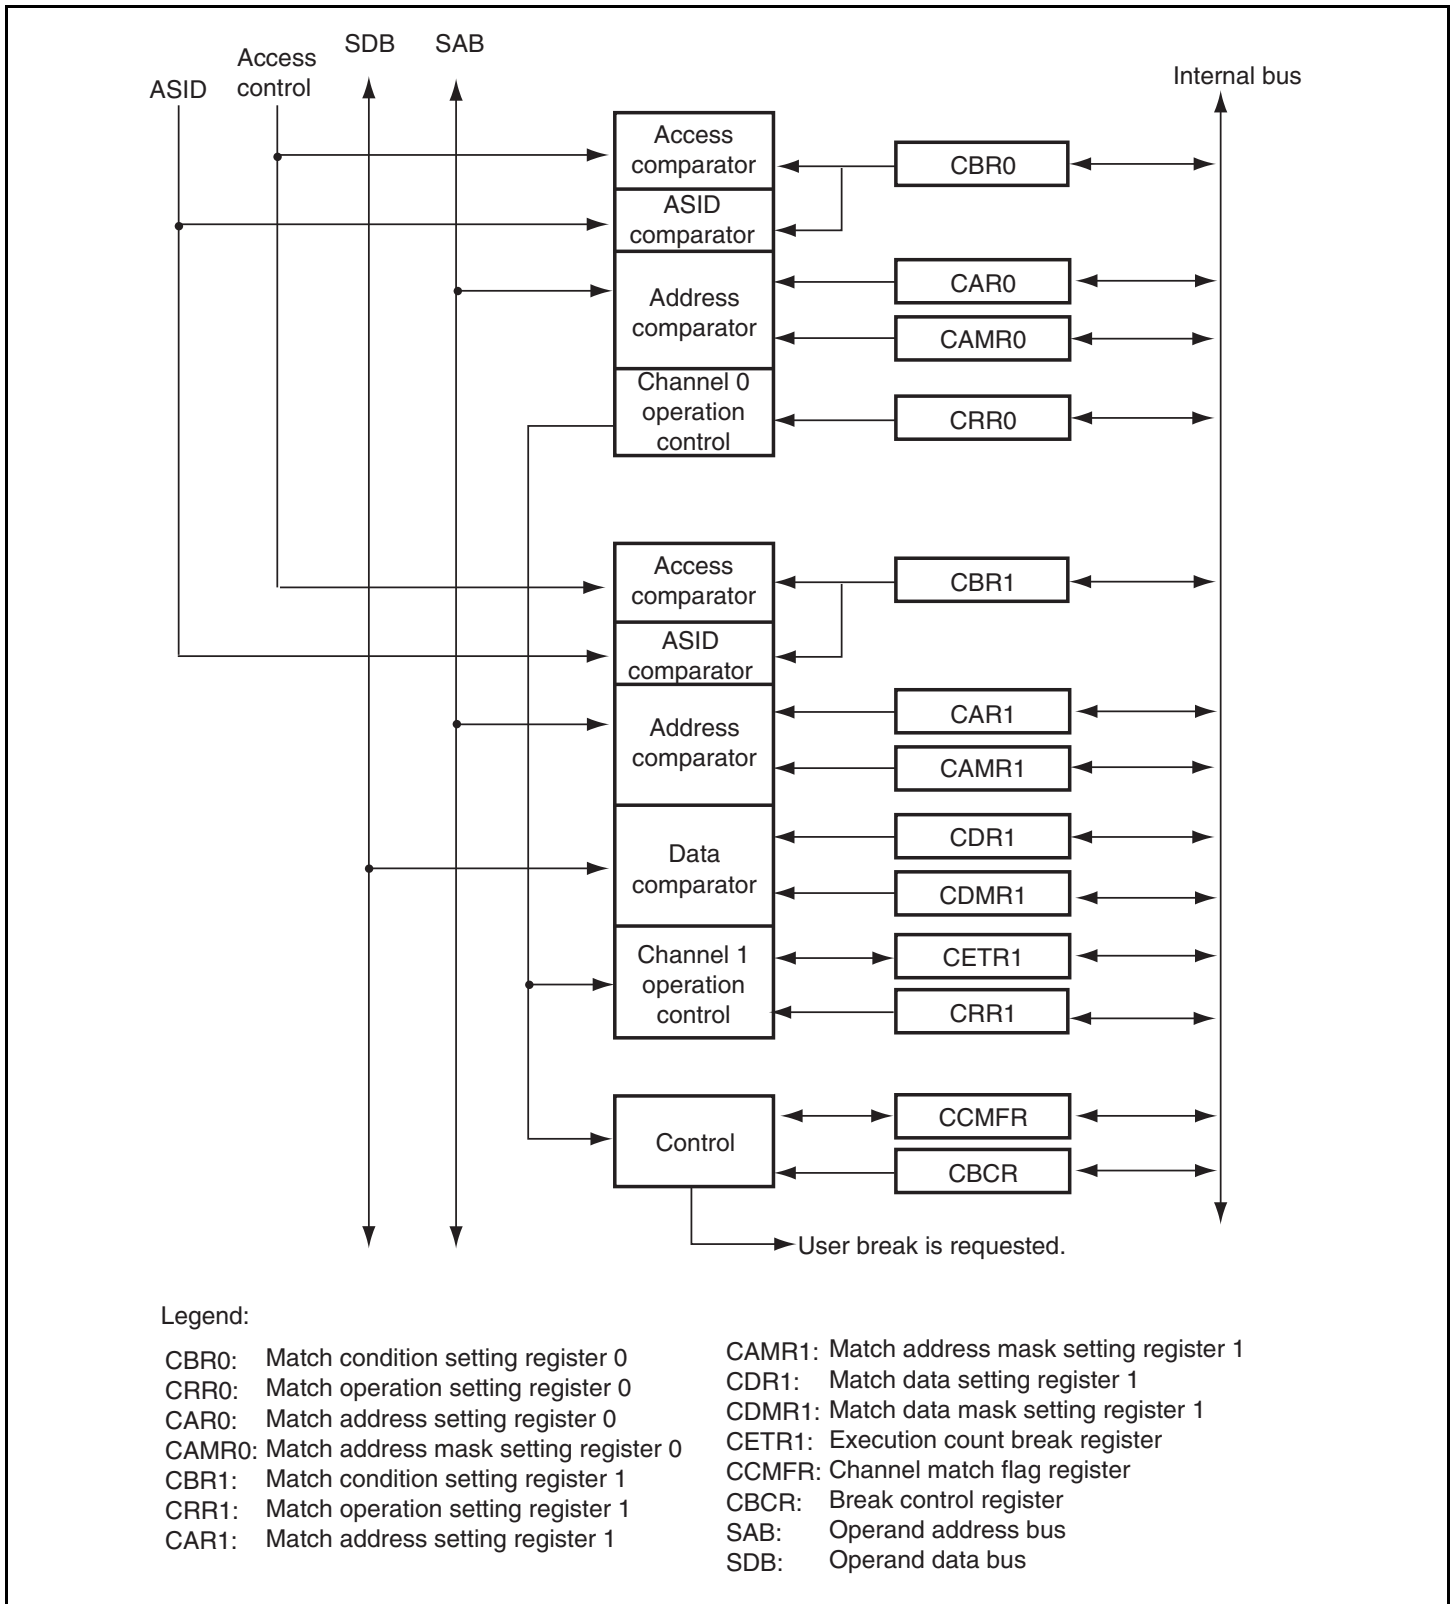 SDB
SAB
Access
control
ASID
Internal bus
Access
comparator
CBR0
ASID
comparator
Address
comparator
CAR0
CAMR0
Channel 0
operation
control
CRR0
Access
comparator
CBR1
ASID
comparator
Address
comparator
CAR1
CAMR1
Data
comparator
CDR1
CDMR1
Channel 1
operation
control
CETR1
CRR1
Control
CCMFR
CBCR
User break is requested.
Legend:
CBR0: Match condition setting register 0
CRR0: Match operation setting register 0
CAR0: Match address setting register 0
CAMR0: Match address mask setting register 0
CBR1: Match condition setting register 1
CRR1: Match operation setting register 1
CAR1: Match address setting register 1
CAMR1: Match address mask setting register 1
CDR1: Match data setting register 1
CDMR1: Match data mask setting register 1
CETR1: Execution count break register
CCMFR: Channel match flag register
CBCR: Break control register
SAB: Operand address bus
SDB: Operand data bus